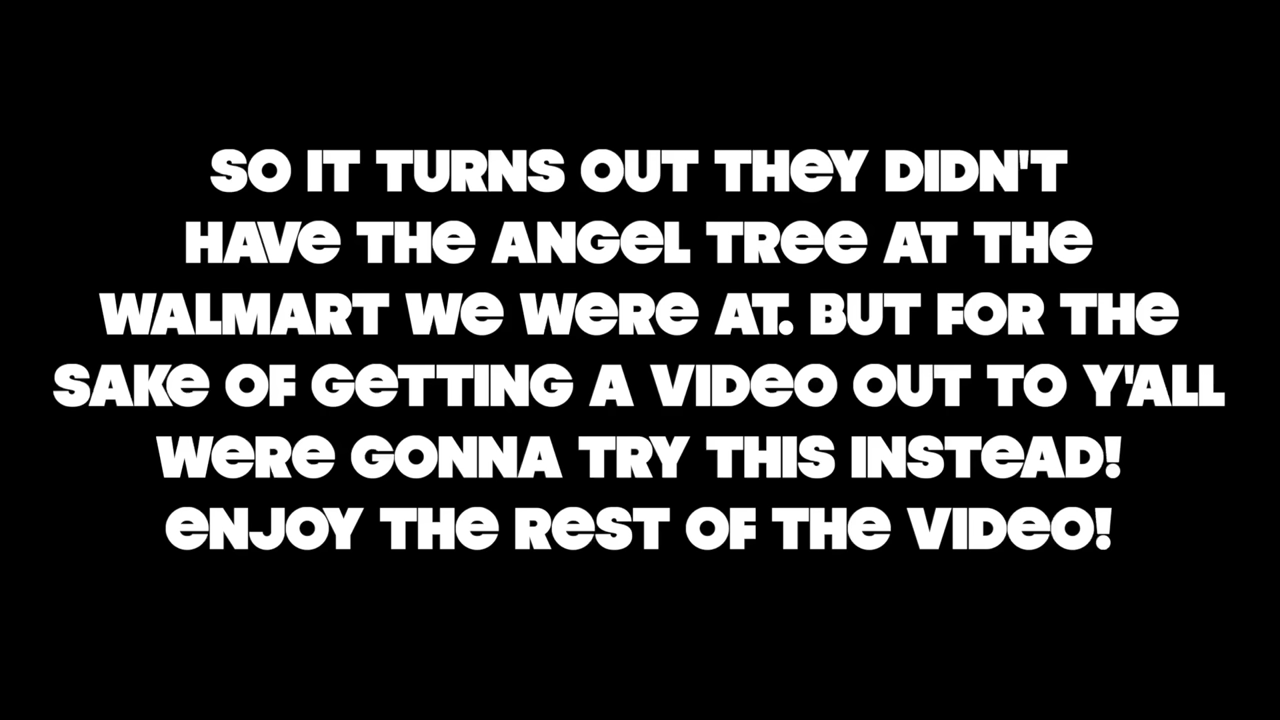 SO IT TURNS OUT THeY DIDN'T
HAVe THe ANGeL TRee AT THe
WALMART We WeRe AT. BUT FOR THe
SAKe OF GeTTING A VIDeO OUT TO Y'ALL
WeRe GONNA TRY THIS INSTeAD!
eNJOY THe ReST OF THe VIDeO!